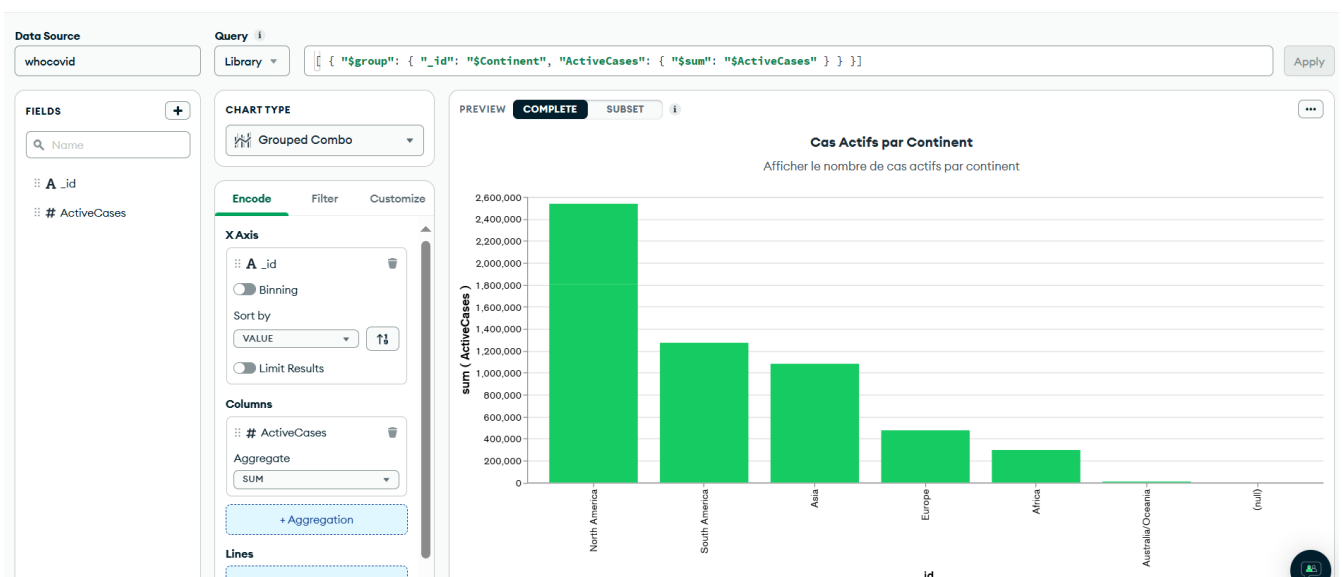 Data Source
whocovid
Query i
Library
[ { "$group": { "_id": "$Continent", "ActiveCases": { "$sum": "$ActiveCases" } } }]
Apply
FIELDS
+
Name
A _id
# ActiveCases
CHART TYPE
Grouped Combo
Encode Filter Customize
X Axis
A _id
Binning
Sort by
VALUE
Limit Results
Columns
# ActiveCases
Aggregate
SUM
+ Aggregation
Lines
PREVIEW COMPLETE SUBSET i
Cas Actifs par Continent
Afficher le nombre de cas actifs par continent
sum ( ActiveCases )
2,600,000
2,400,000
2,200,000
2,000,000
1,800,000
1,600,000
1,400,000
1,200,000
1,000,000
800,000
600,000
400,000
200,000
0
North America
South America
Asia
Europe
Africa
Australia/Oceania
(null)